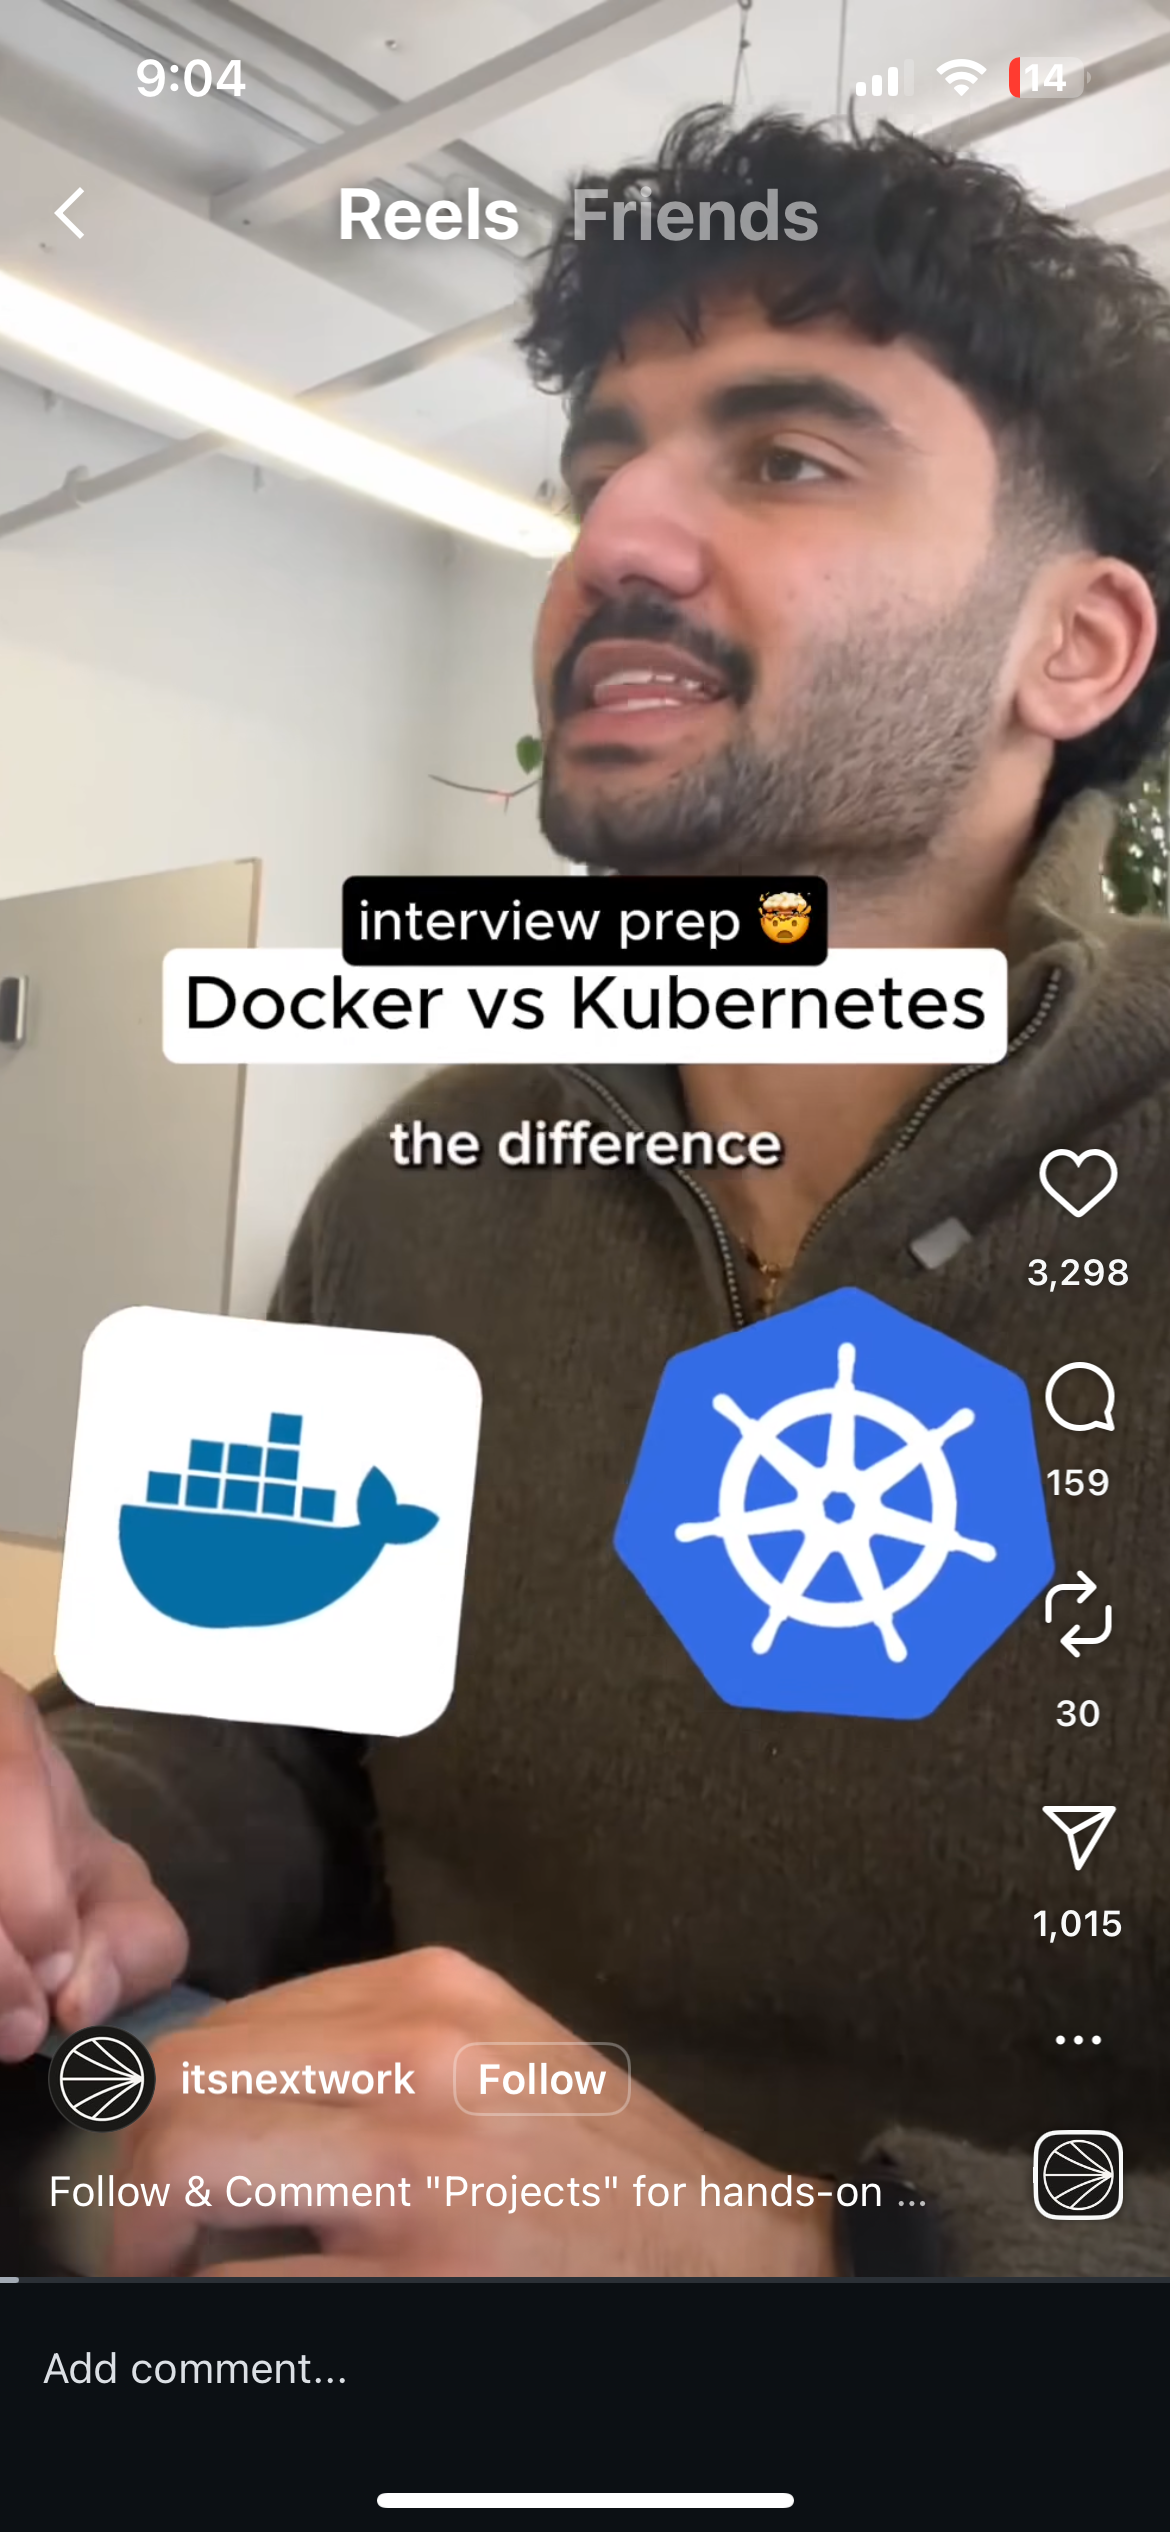 9:04
14
Reels Friends
interview prep 🤯
Docker vs Kubernetes
the difference
3,298
159
30
1,015
itsnextwork Follow
Follow & Comment "Projects" for hands-on ...
Add comment...